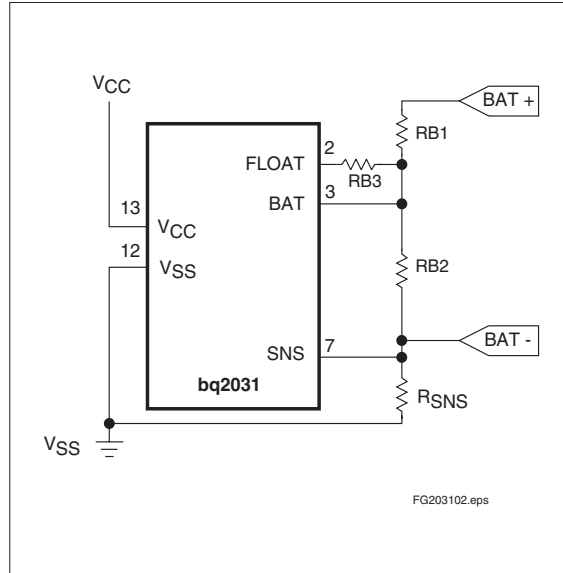 VCC
BAT +
2
RB1
FLOAT
RB3
BAT
3
13
VCC
12
VSS
RB2
BAT -
SNS
7
bq2031
RSNS
VSS
FG203102.eps